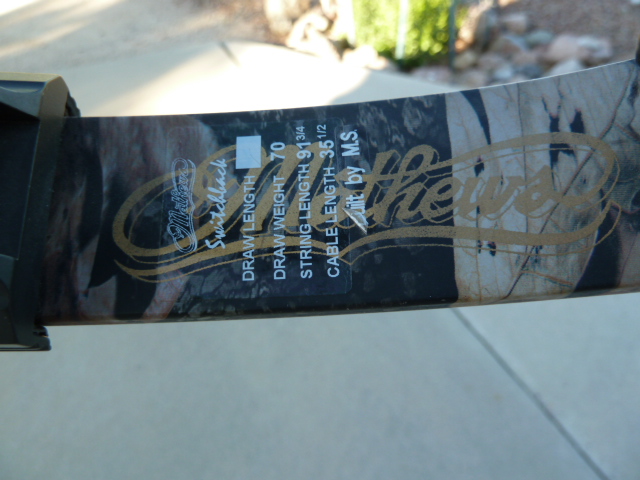 Mathews
Mathews
Switchback
DRAW LENGTH
DRAW WEIGHT 70
STRING LENGTH 91 3/4
CABLE LENGTH 35 1/2
by M.S.